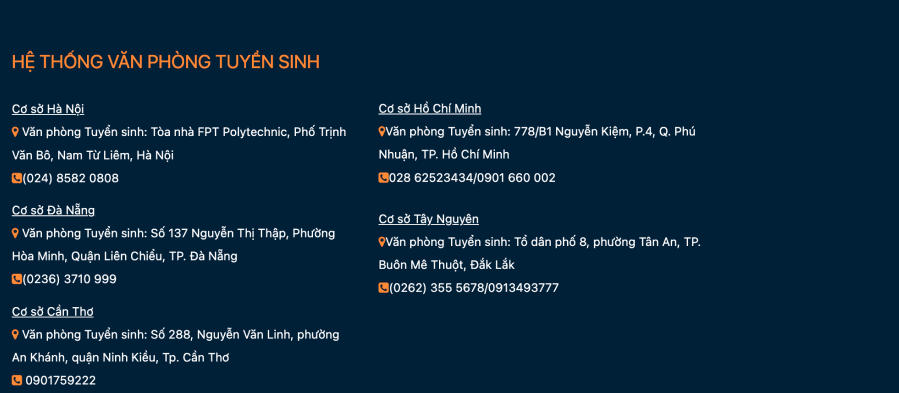 HỆ THỐNG VĂN PHÒNG TUYỂN SINH
Cơ sở Hà Nội
Văn phòng Tuyển sinh: Tòa nhà FPT Polytechnic, Phố Trịnh
Văn Bô, Nam Từ Liêm, Hà Nội
(024) 8582 0808
Cơ sở Đà Nẵng
Văn phòng Tuyển sinh: Số 137 Nguyễn Thị Thập, Phường
Hòa Minh, Quận Liên Chiểu, TP. Đà Nẵng
(0236) 3710 999
Cơ sở Cần Thơ
Văn phòng Tuyển sinh: Số 288, Nguyễn Văn Linh, phường
An Khánh, quận Ninh Kiều, Tp. Cần Thơ
0901759222
Cơ sở Hồ Chí Minh
Văn phòng Tuyển sinh: 778/B1 Nguyễn Kiệm, P.4, Q. Phú
Nhuận, TP. Hồ Chí Minh
028 62523434/0901 660 002
Cơ sở Tây Nguyên
Văn phòng Tuyển sinh: Tổ dân phố 8, phường Tân An, TP.
Buôn Mê Thuột, Đắk Lắk
(0262) 355 5678/0913493777